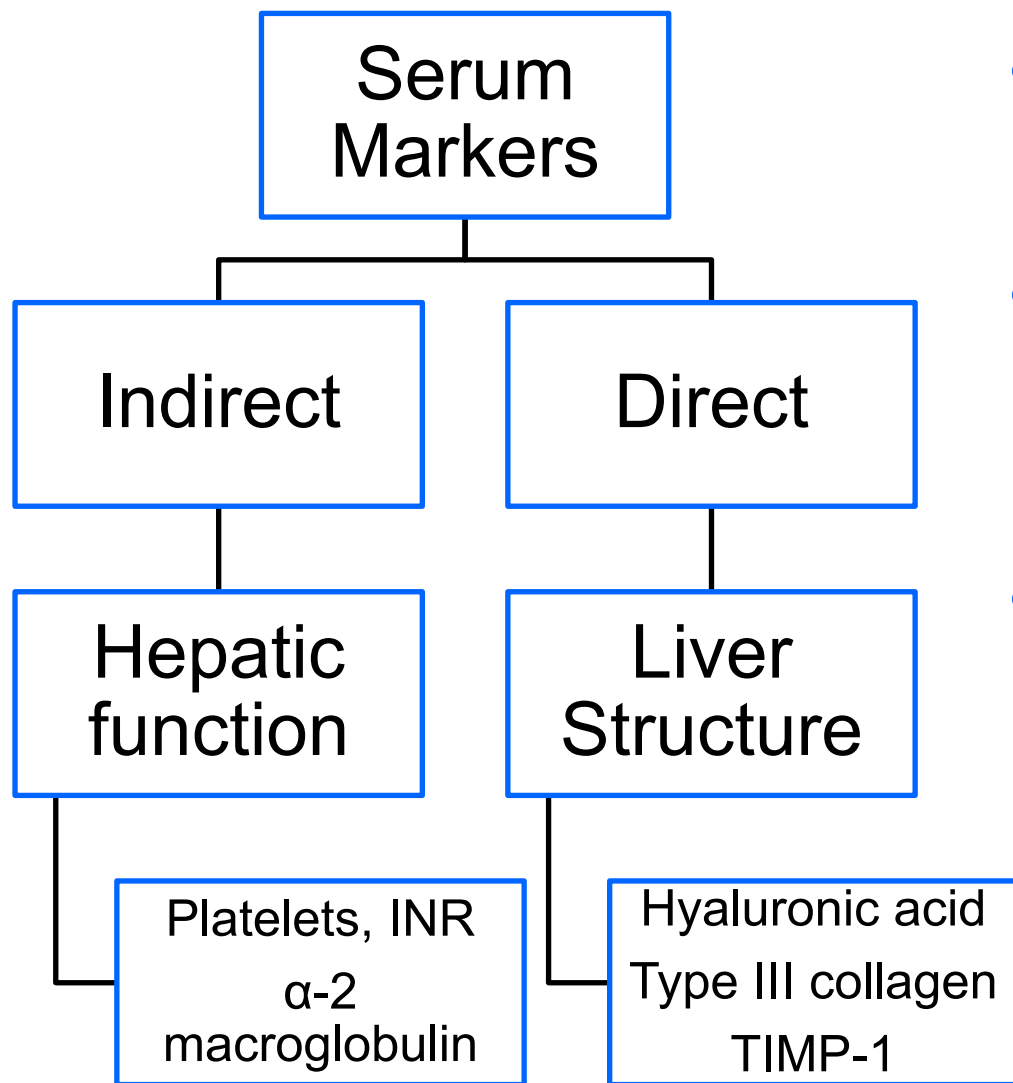 Serum
Markers
Indirect
Direct
Hepatic
function
Liver
Structure
Platelets, INR
α-2
macroglobulin
Hyaluronic acid
Type III collagen
TIMP-1